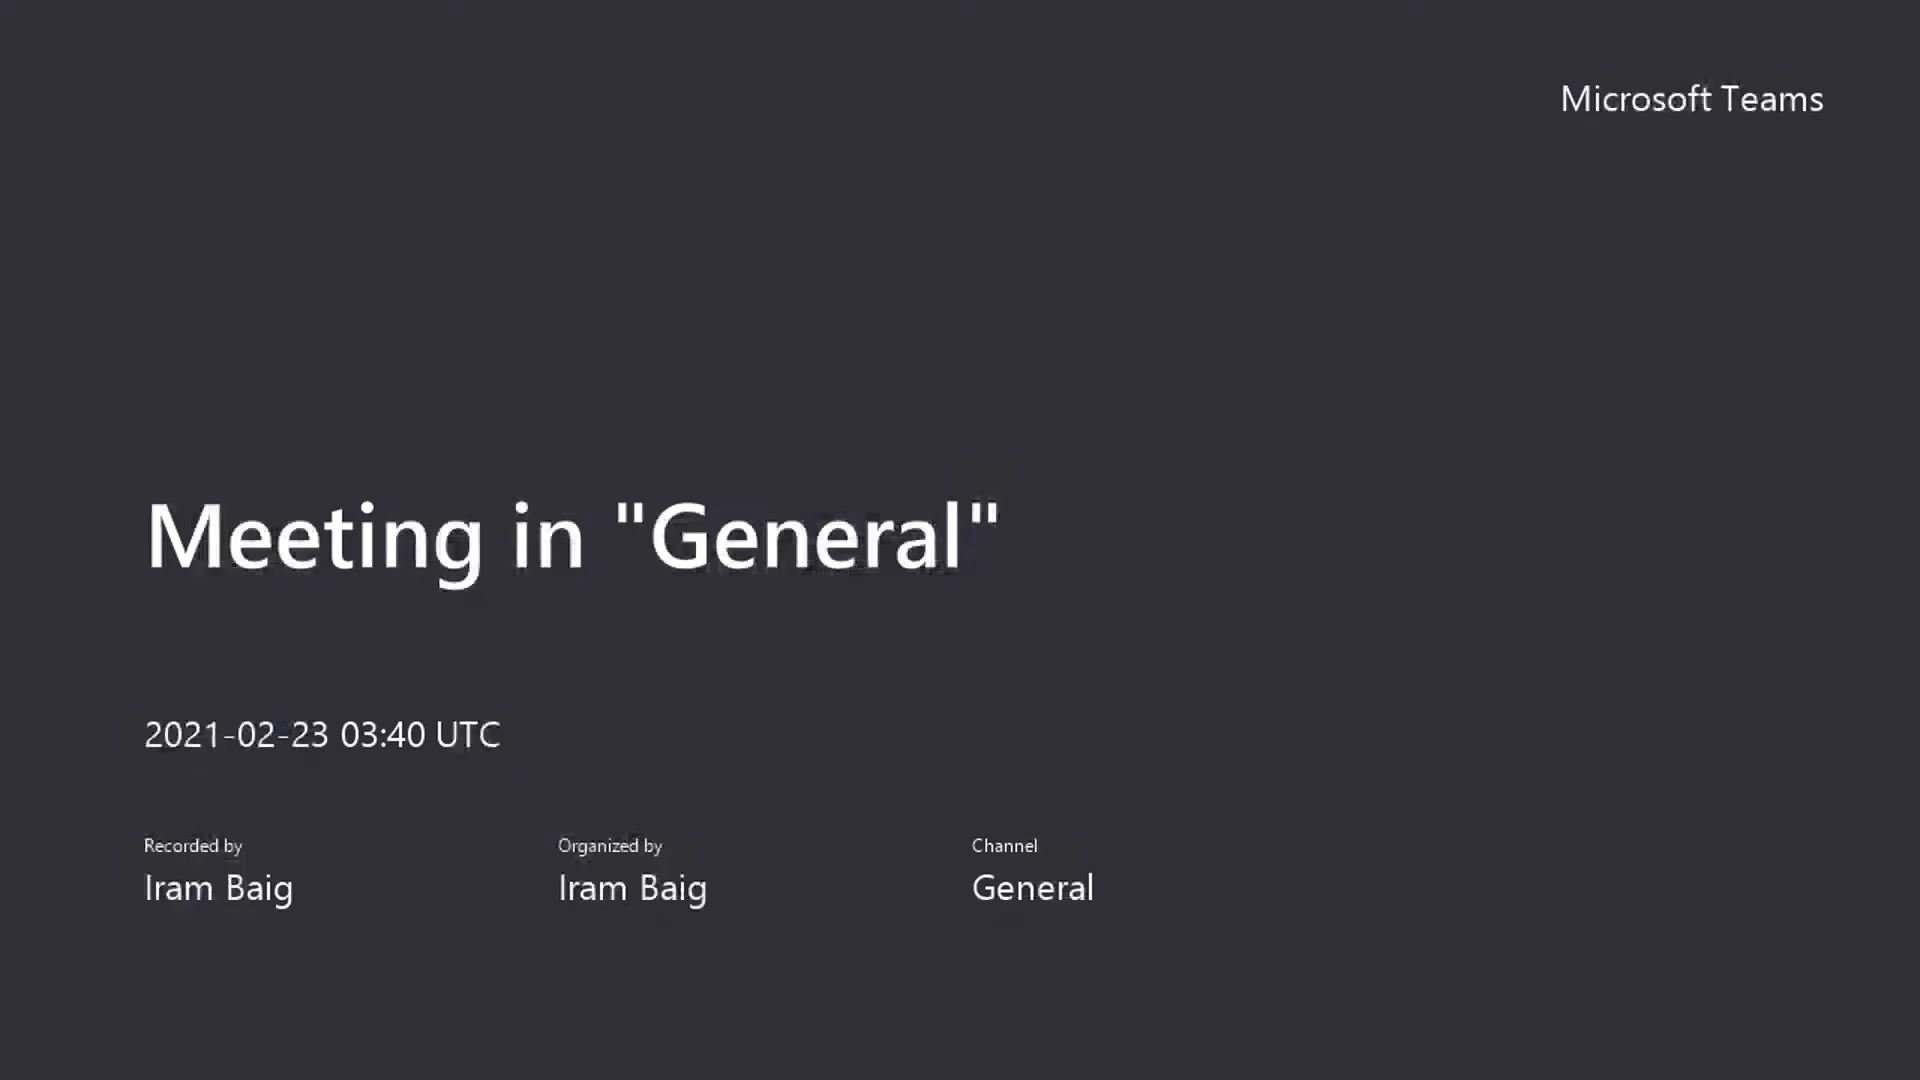 Microsoft Teams
Meeting in "General"
2021-02-23 03:40 UTC
Recorded by
Iram Baig
Organized by
Iram Baig
Channel
General